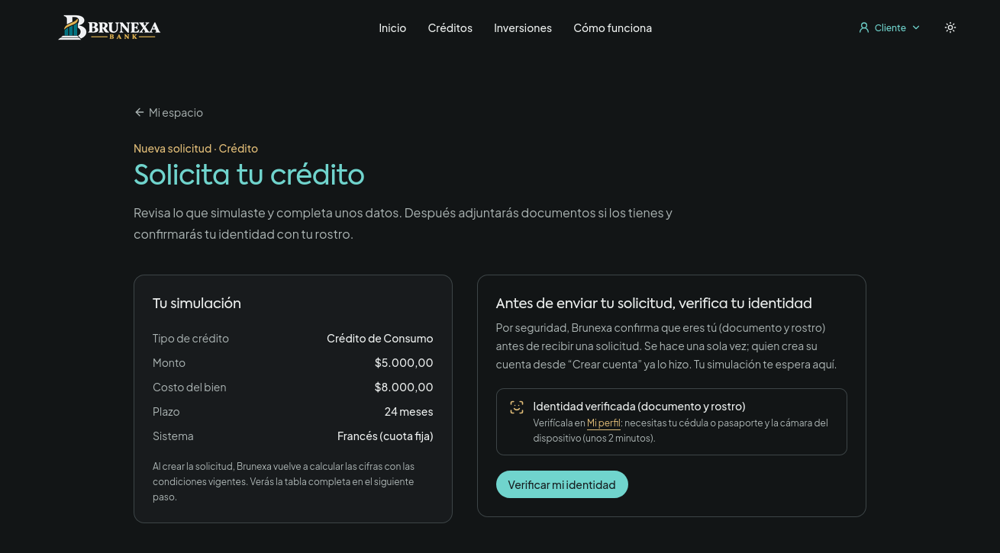 BRUNEXA
BANK
Inicio
Créditos
Inversiones
Cómo funciona
Cliente
Mi espacio
Nueva solicitud · Crédito
Solicita tu crédito
Revisa lo que simulaste y completa unos datos. Después adjuntarás documentos si los tienes y
confirmarás tu identidad con tu rostro.
Tu simulación
Tipo de crédito Crédito de Consumo
Monto $5.000,00
Costo del bien $8.000,00
Plazo 24 meses
Sistema Francés (cuota fija)
Al crear la solicitud, Brunexa vuelve a calcular las cifras con las
condiciones vigentes. Verás la tabla completa en el siguiente
paso.
Antes de enviar tu solicitud, verifica tu identidad
Por seguridad, Brunexa confirma que eres tú (documento y rostro)
antes de recibir una solicitud. Se hace una sola vez; quien crea su
cuenta desde “Crear cuenta” ya lo hizo. Tu simulación te espera aquí.
Identidad verificada (documento y rostro)
Verifícala en Mi perfil: necesitas tu cédula o pasaporte y la cámara del
dispositivo (unos 2 minutos).
Verificar mi identidad